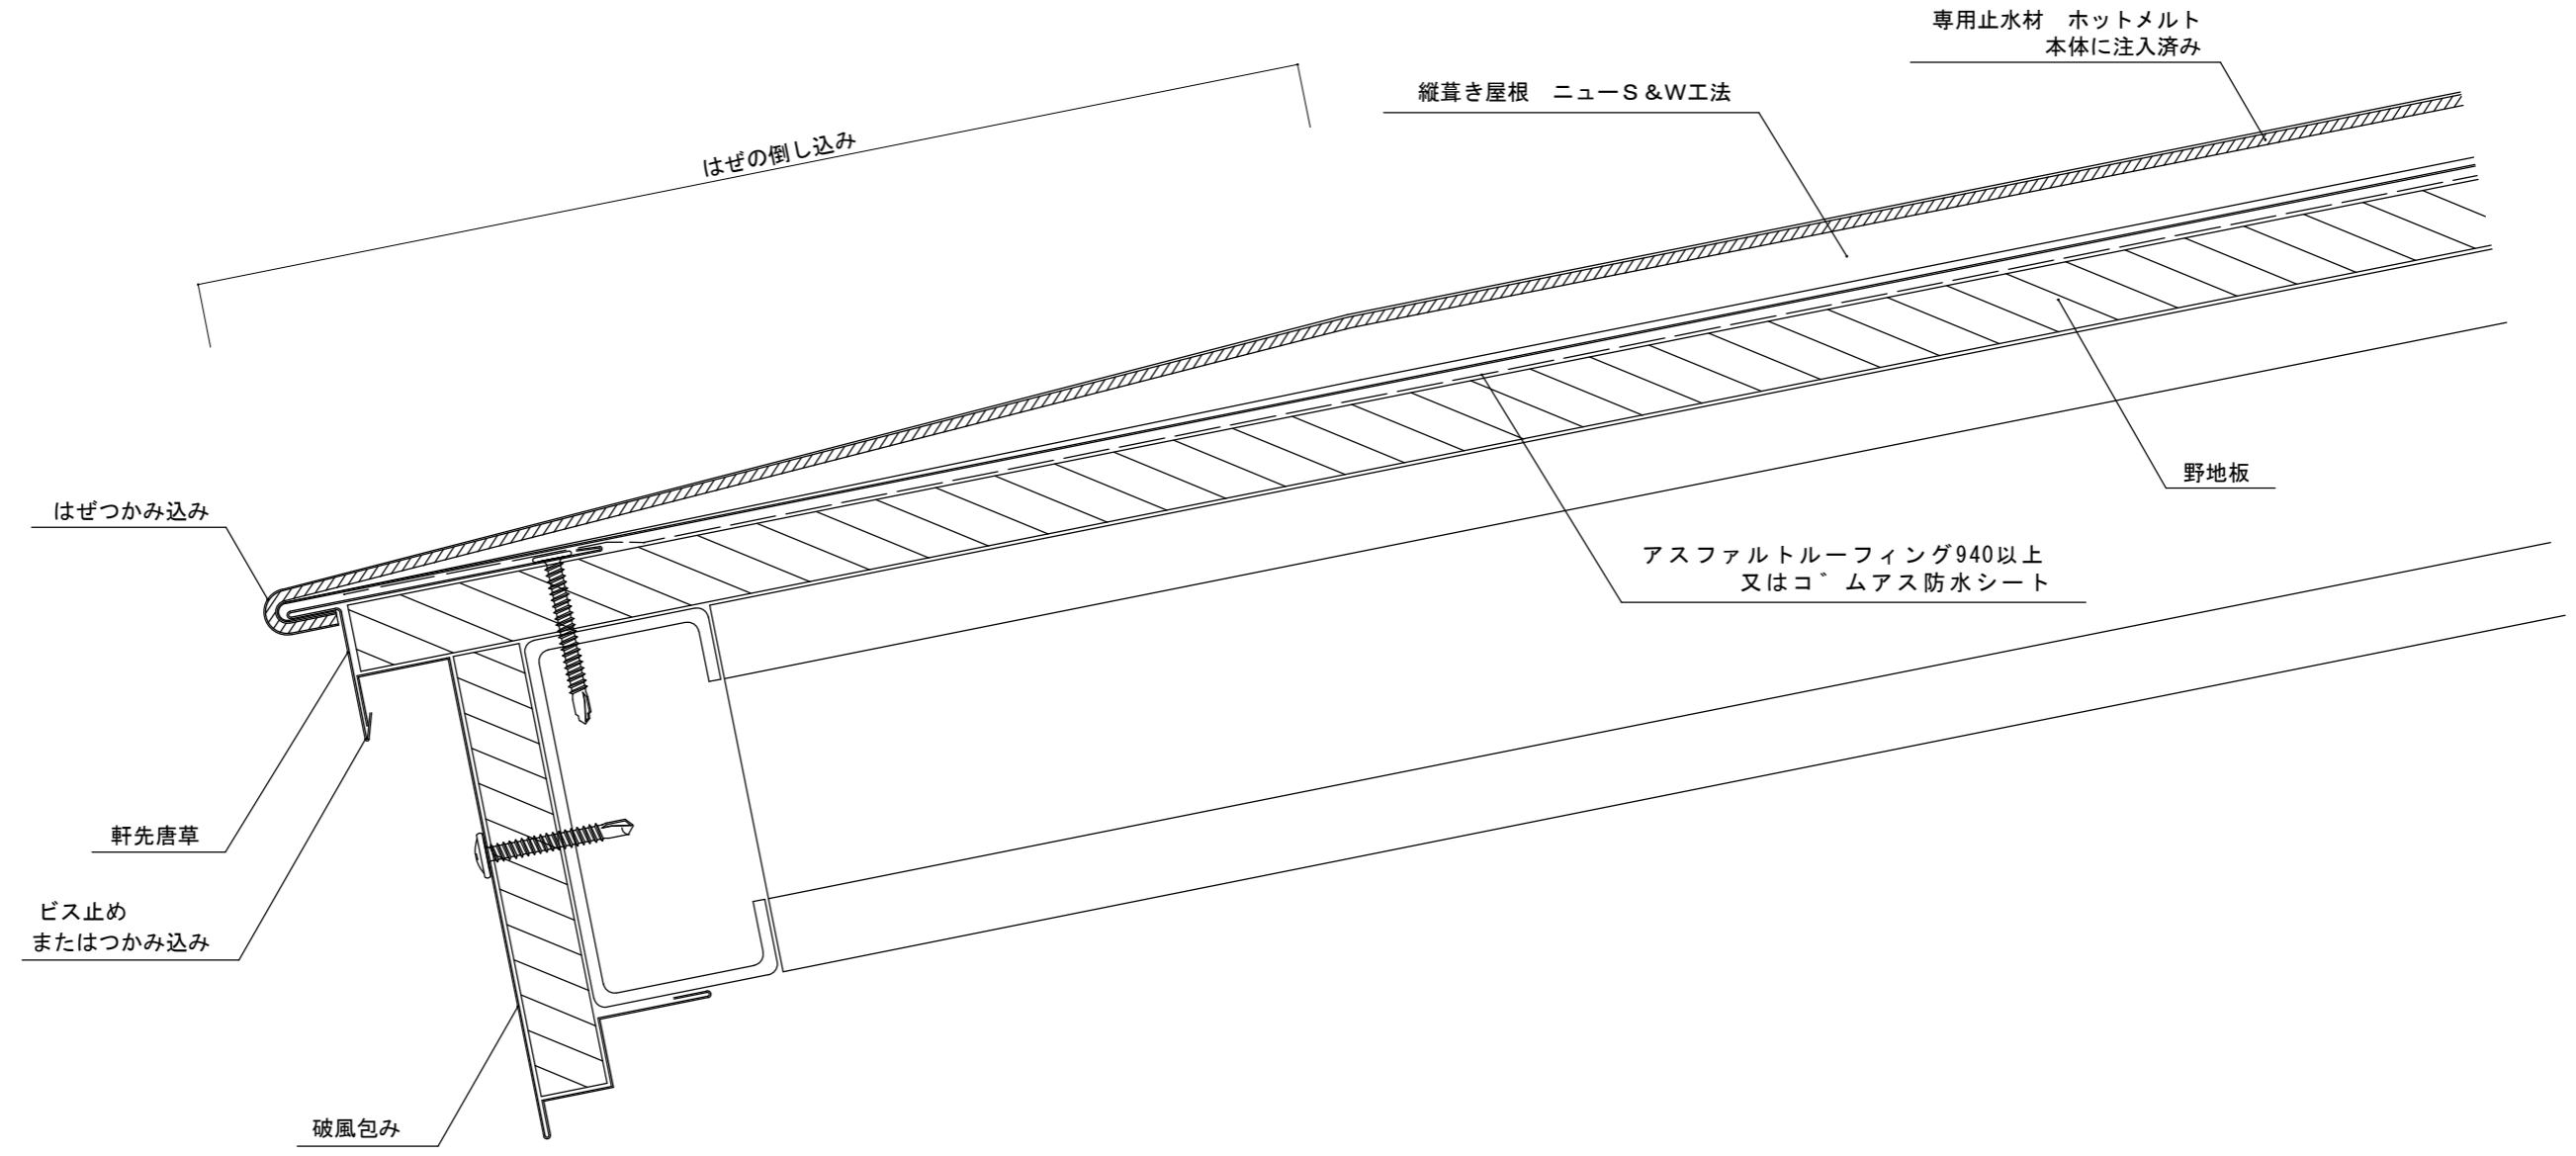 専用止水材　ホットメルト
本体に注入済み
縦葺き屋根　ニューS＆W工法
はぜの倒し込み
野地板
はぜつかみ込み
アスファルトルーフィング940以上
又はコ゛ムアス防水シート
軒先唐草
ビス止め
またはつかみ込み
破風包み